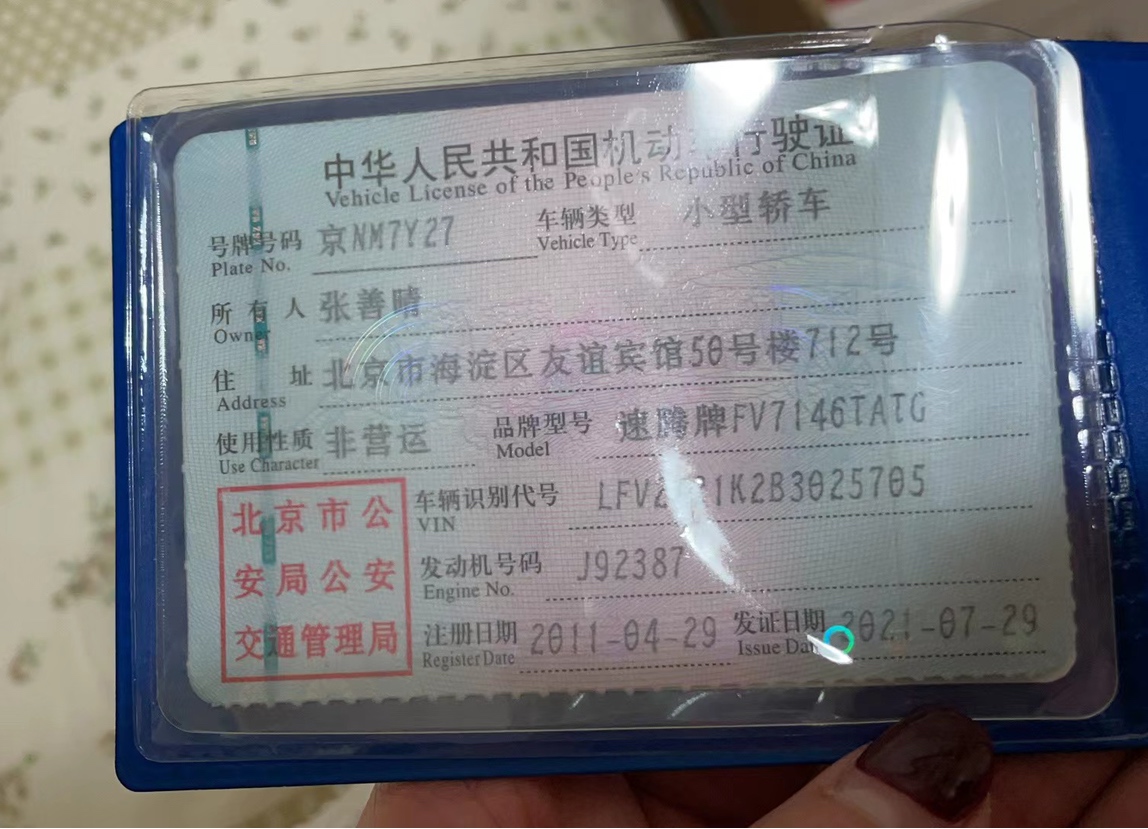 中华人民共和国机动车行驶证
Vehicle License of the People's Republic of China
号牌号码 京NM7Y27 车辆类型 小型轿车
Plate No. Vehicle Type
所有人 张善晴
Owner
住址 北京市海淀区友谊宾馆50号楼712号
Address
使用性质 非营运 品牌型号 速腾牌FV7146TATG
Use Character Model
北京市公
安局公安
交通管理局
车辆识别代号
VIN
发动机号码 J92387
Engine No.
注册日期 2011-04-29 发证日期 2021-07-29
Register Date Issue Date